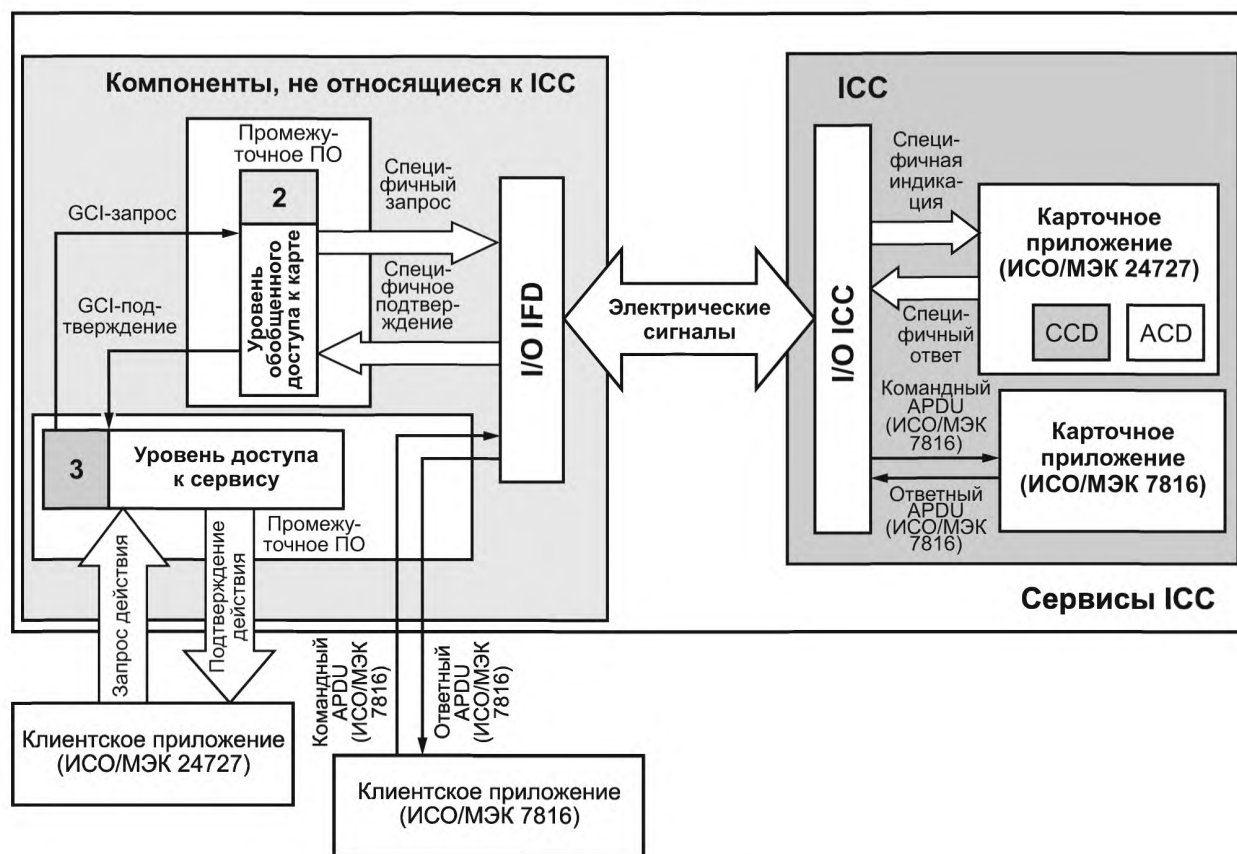 Компоненты, не относящиеся к ICC
Промежу-
точное ПО
2
Уровень
обобщенного
доступа к карте
GCI-запрос
GCI-под-
тверждение
Специ-
фичный
запрос
Специ-
фичное
подтвер-
ждение
I/O IFD
3
Уровень доступа
к сервису
Промежу-
точное ПО
Запрос действия
Подтверждение
действия
Электрические
сигналы
ICC
I/O ICC
Специ-
фичная
индика-
ция
Специ-
фичный
ответ
Карточное
приложение
(ИСО/МЭК 24727)
CCD
ACD
Командный
APDU
(ИСО/МЭК
7816)
Ответный
APDU
(ИСО/МЭК
7816)
Карточное
приложение
(ИСО/МЭК 7816)
Сервисы ICC
Командный
APDU
(ИСО/МЭК
7816)
Ответный
APDU
(ИСО/МЭК
7816)
Клиентское приложение
(ИСО/МЭК 24727)
Клиентское приложение
(ИСО/МЭК 7816)